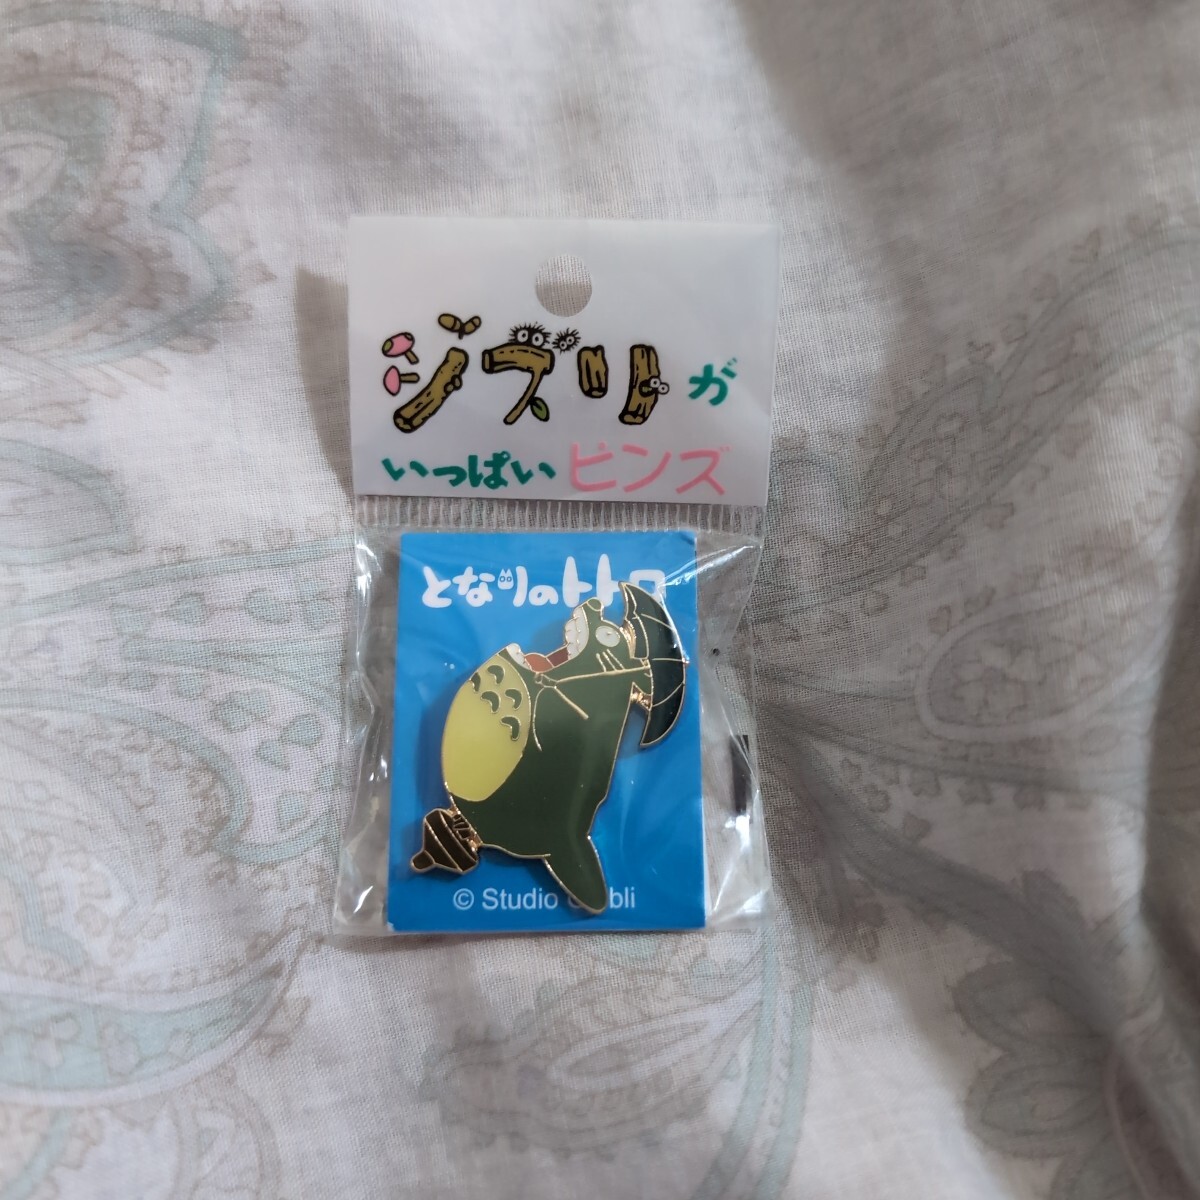 ジブリが
いっぱいピンズ
となりのトトロ
© Studio Ghibli